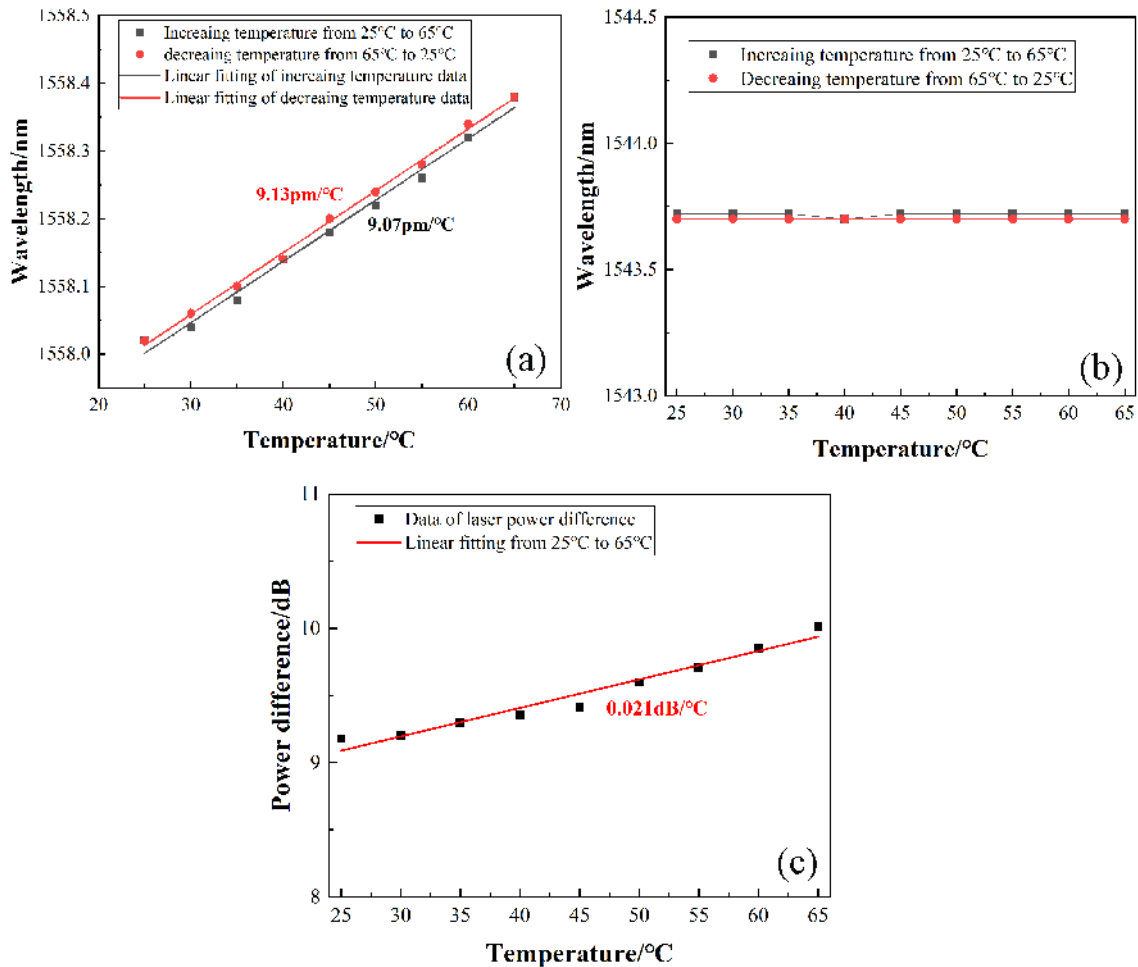 1558.5
1558.4
1558.3
1558.2
1558.1
1558.0
Wavelength/nm
Increaing temperature from 25°C to 65°C
decreaing temperature from 65°C to 25°C
Linear fitting of increaing temperature data
Linear fitting of decreaing temperature data
9.13pm/°C
9.07pm/°C
(a)
20 30 40 50 60 70
Temperature/°C
1544.5
1544.0
1543.5
1543.0
Wavelength/nm
Increaing temperature from 25°C to 65°C
Decreaing temperature from 65°C to 25°C
(b)
25 30 35 40 45 50 55 60 65
Temperature/°C
11
10
9
8
Power difference/dB
Data of laser power difference
Linear fitting from 25°C to 65°C
0.021dB/°C
(c)
25 30 35 40 45 50 55 60 65
Temperature/°C